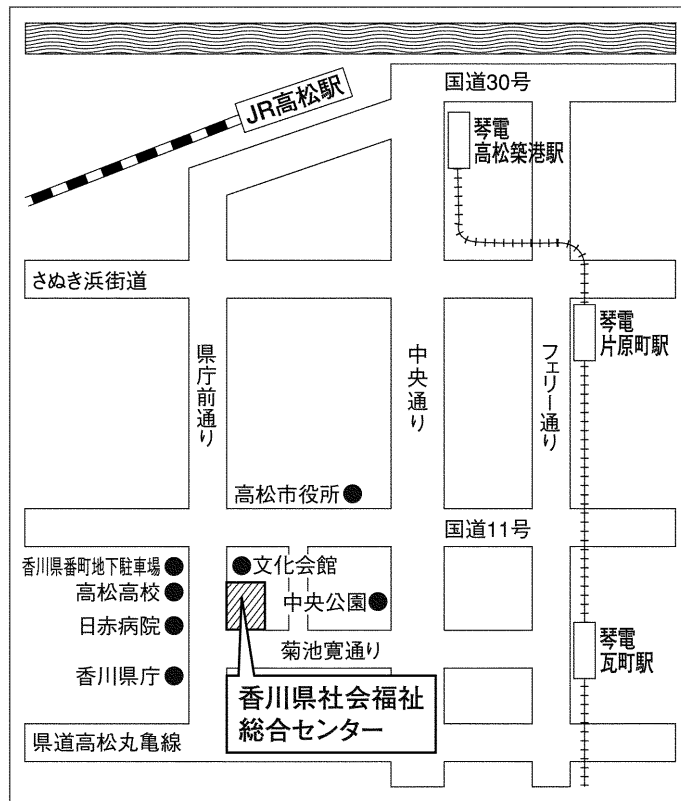 国道30号
JR高松駅
琴電
高松築港駅
さぬき浜街道
琴電
片原町駅
県庁前通り
中央通り
フェリー通り
高松市役所
国道11号
香川県番町地下駐車場
文化会館
高松高校
中央公園
日赤病院
菊池寛通り
琴電
瓦町駅
香川県庁
香川県社会福祉
総合センター
県道高松丸亀線